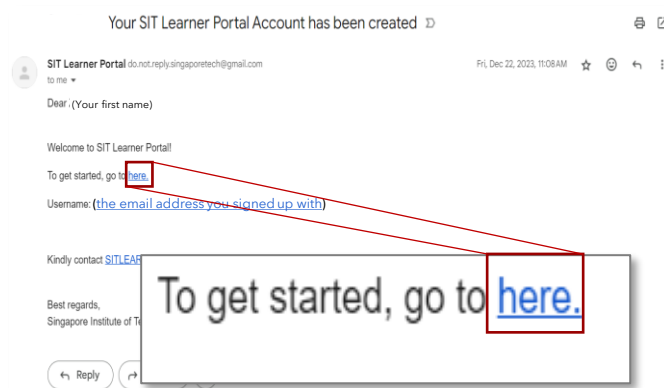 Your SIT Learner Portal Account has been created
SIT Learner Portal do.not.reply.singaporetech@gmail.com
Fri, Dec 22, 2023, 11:08 AM
to me
Dear . (Your first name)
Welcome to SIT Learner Portal!
To get started, go to here.
Username: (the email address you signed up with)
Kindly contact SITLEAR
To get started, go to here.
Best regards,
Singapore Institute of Te
Reply